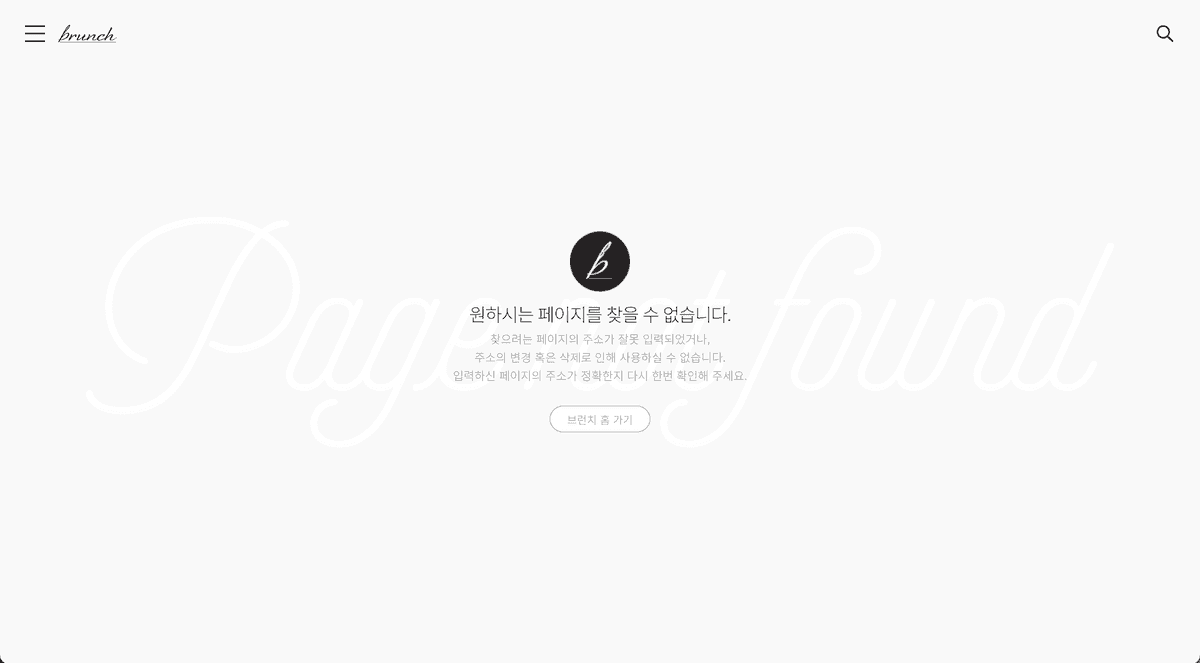 brunch
Page not found
b
원하시는 페이지를 찾을 수 없습니다.
찾으려는 페이지의 주소가 잘못 입력되었거나,
주소의 변경 혹은 삭제로 인해 사용하실 수 없습니다.
입력하신 페이지의 주소가 정확한지 다시 한번 확인해 주세요.
브런치 홈 가기